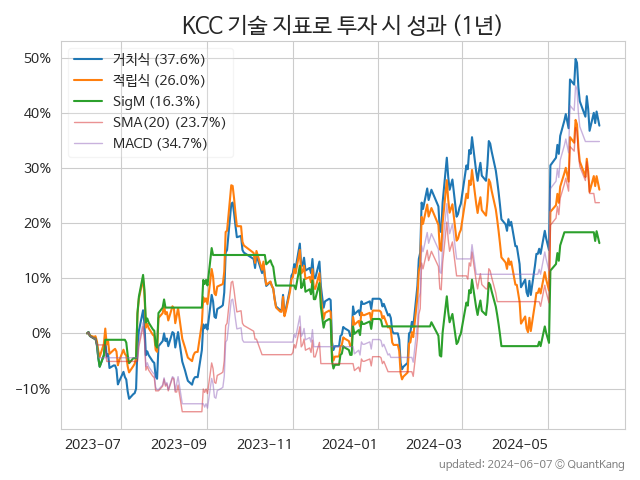 KCC 기술 지표로 투자 시 성과 (1년)
50%
40%
30%
20%
10%
0%
−10%
거치식 (37.6%)
적립식 (26.0%)
SigM (16.3%)
SMA(20) (23.7%)
MACD (34.7%)
2023-07
2023-09
2023-11
2024-01
2024-03
2024-05
updated: 2024-06-07 © QuantKang